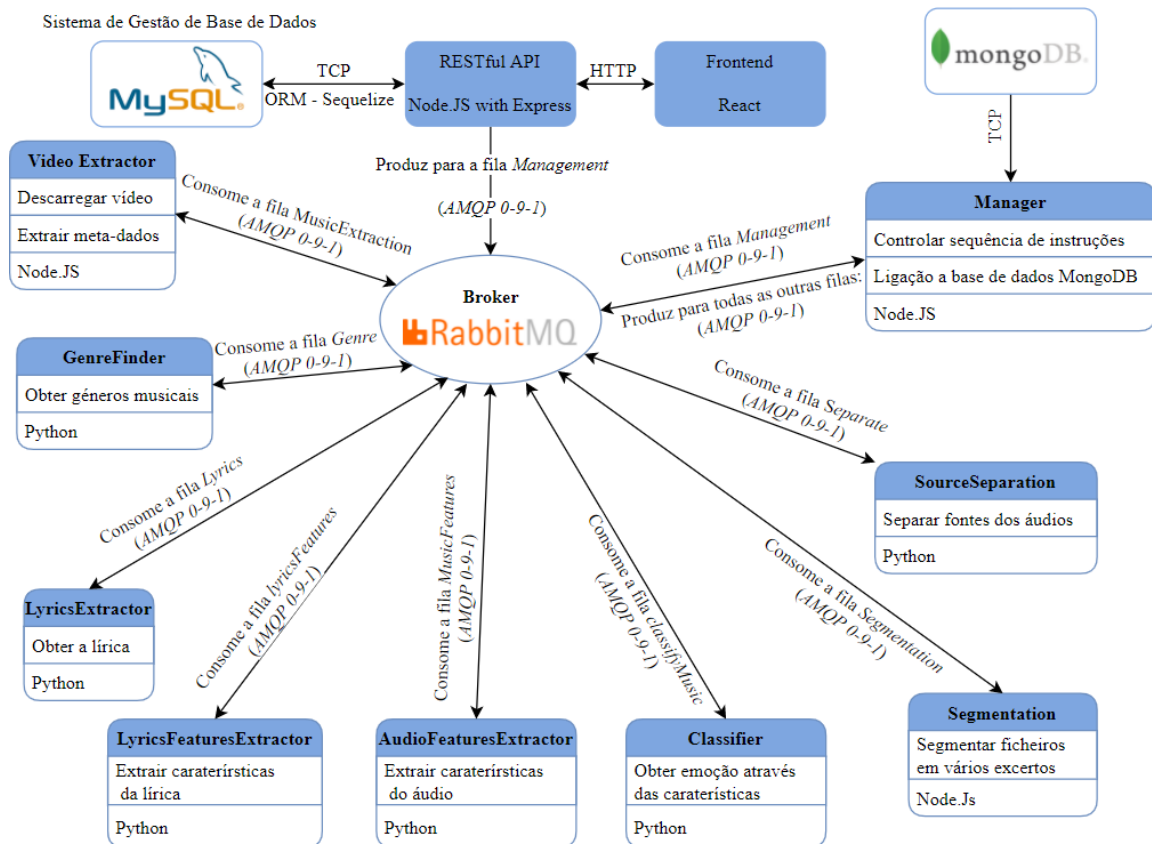 Sistema de Gestão de Base de Dados
MySQL®
TCP
ORM - Sequelize
RESTful API
Node.JS with Express
HTTP
Frontend
React
mongoDB®
TCP
Produz para a fila Management
(AMQP 0-9-1)
Video Extractor
Descarregar vídeo
Extrair meta-dados
Node.JS
Consome a fila MusicExtraction
(AMQP 0-9-1)
Broker
RabbitMQ
Consome a fila Management
(AMQP 0-9-1)
Produz para todas as outras filas:
(AMQP 0-9-1)
Manager
Controlar sequência de instruções
Ligação a base de dados MongoDB
Node.JS
GenreFinder
Obter géneros musicais
Python
Consome a fila Genre
(AMQP 0-9-1)
Consome a fila Separate
(AMQP 0-9-1)
SourceSeparation
Separar fontes dos áudios
Python
Consome a fila Lyrics
(AMQP 0-9-1)
LyricsExtractor
Obter a lírica
Python
Consome a fila lyricsFeatures
(AMQP 0-9-1)
Consome a fila MusicFeatures
(AMQP 0-9-1)
Consome a fila classifyMusic
(AMQP 0-9-1)
Consome a fila Segmentation
(AMQP 0-9-1)
LyricsFeaturesExtractor
Extrair caraterírsticas
da lírica
Python
AudioFeaturesExtractor
Extrair caraterírsticas
do áudio
Python
Classifier
Obter emoção através
das caraterísticas
Python
Segmentation
Segmentar ficheiros
em vários excertos
Node.Js